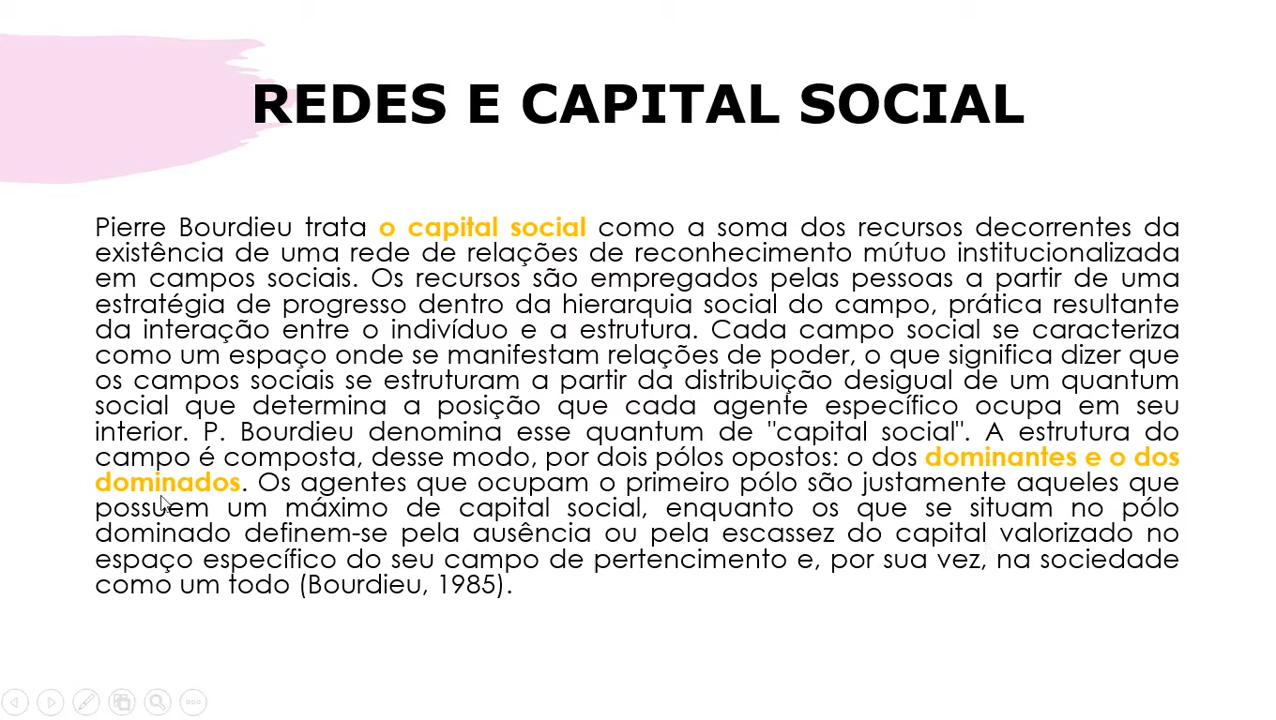 REDES E CAPITAL SOCIAL
Pierre Bourdieu trata o capital social como a soma dos recursos decorrentes da
existência de uma rede de relações de reconhecimento mútuo institucionalizada
em campos sociais. Os recursos são empregados pelas pessoas a partir de uma
estratégia de progresso dentro da hierarquia social do campo, prática resultante
da interação entre o indivíduo e a estrutura. Cada campo social se caracteriza
como um espaço onde se manifestam relações de poder, o que significa dizer que
os campos sociais se estruturam a partir da distribuição desigual de um quantum
social que determina a posição que cada agente específico ocupa em seu
interior. P. Bourdieu denomina esse quantum de "capital social". A estrutura do
campo é composta, desse modo, por dois pólos opostos: o dos dominantes e o dos
dominados. Os agentes que ocupam o primeiro pólo são justamente aqueles que
possuem um máximo de capital social, enquanto os que se situam no pólo
dominado definem-se pela ausência ou pela escassez do capital valorizado no
espaço específico do seu campo de pertencimento e, por sua vez, na sociedade
como um todo (Bourdieu, 1985).